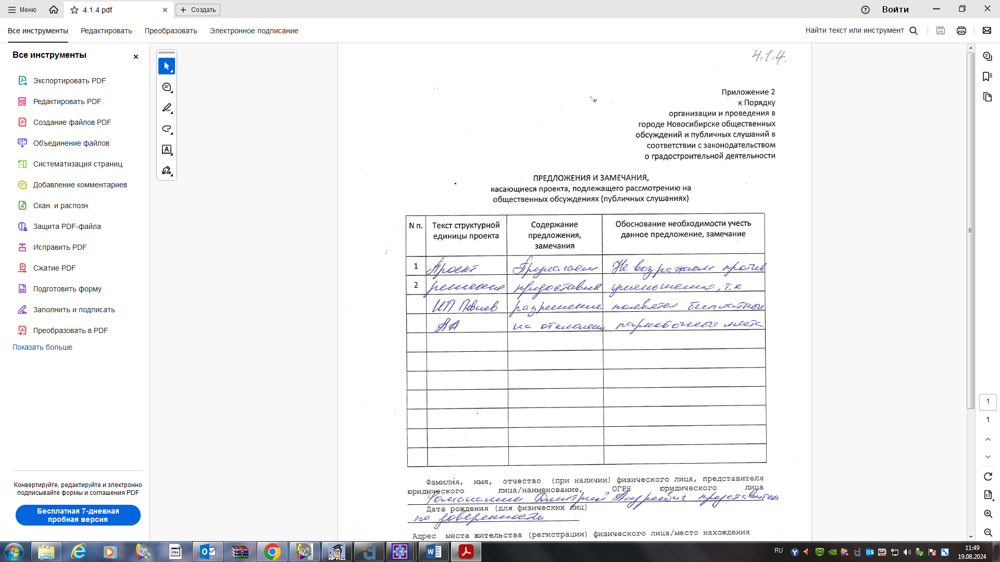 Меню
4.1.4.pdf
Создать
Войти
Все инструменты
Редактировать
Преобразовать
Электронное подписание
Найти текст или инструмент
Все инструменты
Экспортировать PDF
Редактировать PDF
Создание файлов PDF
Объединение файлов
Систематизация страниц
Добавление комментариев
Скан. и распозн.
Защита PDF-файла
Исправить PDF
Сжатие PDF
Подготовить форму
Заполнить и подписать
Преобразовать в PDF
Показать больше
Конвертируйте, редактируйте и электронно
подписывайте формы и соглашения PDF
Бесплатная 7-дневная
пробная версия
4.1.4.
Приложение 2
к Порядку
организации и проведения в
городе Новосибирске общественных
обсуждений и публичных слушаний в
соответствии с законодательством
о градостроительной деятельности
ПРЕДЛОЖЕНИЯ И ЗАМЕЧАНИЯ,
касающиеся проекта, подлежащего рассмотрению на
общественных обсуждениях (публичных слушаниях)
N п. Текст структурной единицы проекта Содержание предложения, замечания Обоснование необходимости учесть данное предложение, замечание
1 Проект Предлагаем Не возражаем против
2 решения предоставить уменьшения, т.к
ИП разрешение появятся бесплатные
АА на отклонени парковочные места
Фамилия, имя, отчество (при наличии) физического лица, представителя
юридического лица/наименование, ОГРН юридического лица
Дмитрий Андреевич представител
Дата рождения (для физических лиц)
по доверенности
Адрес места жительства (регистрации) физического лица/место нахождения
1
1
RU
11:49
19.08.2024